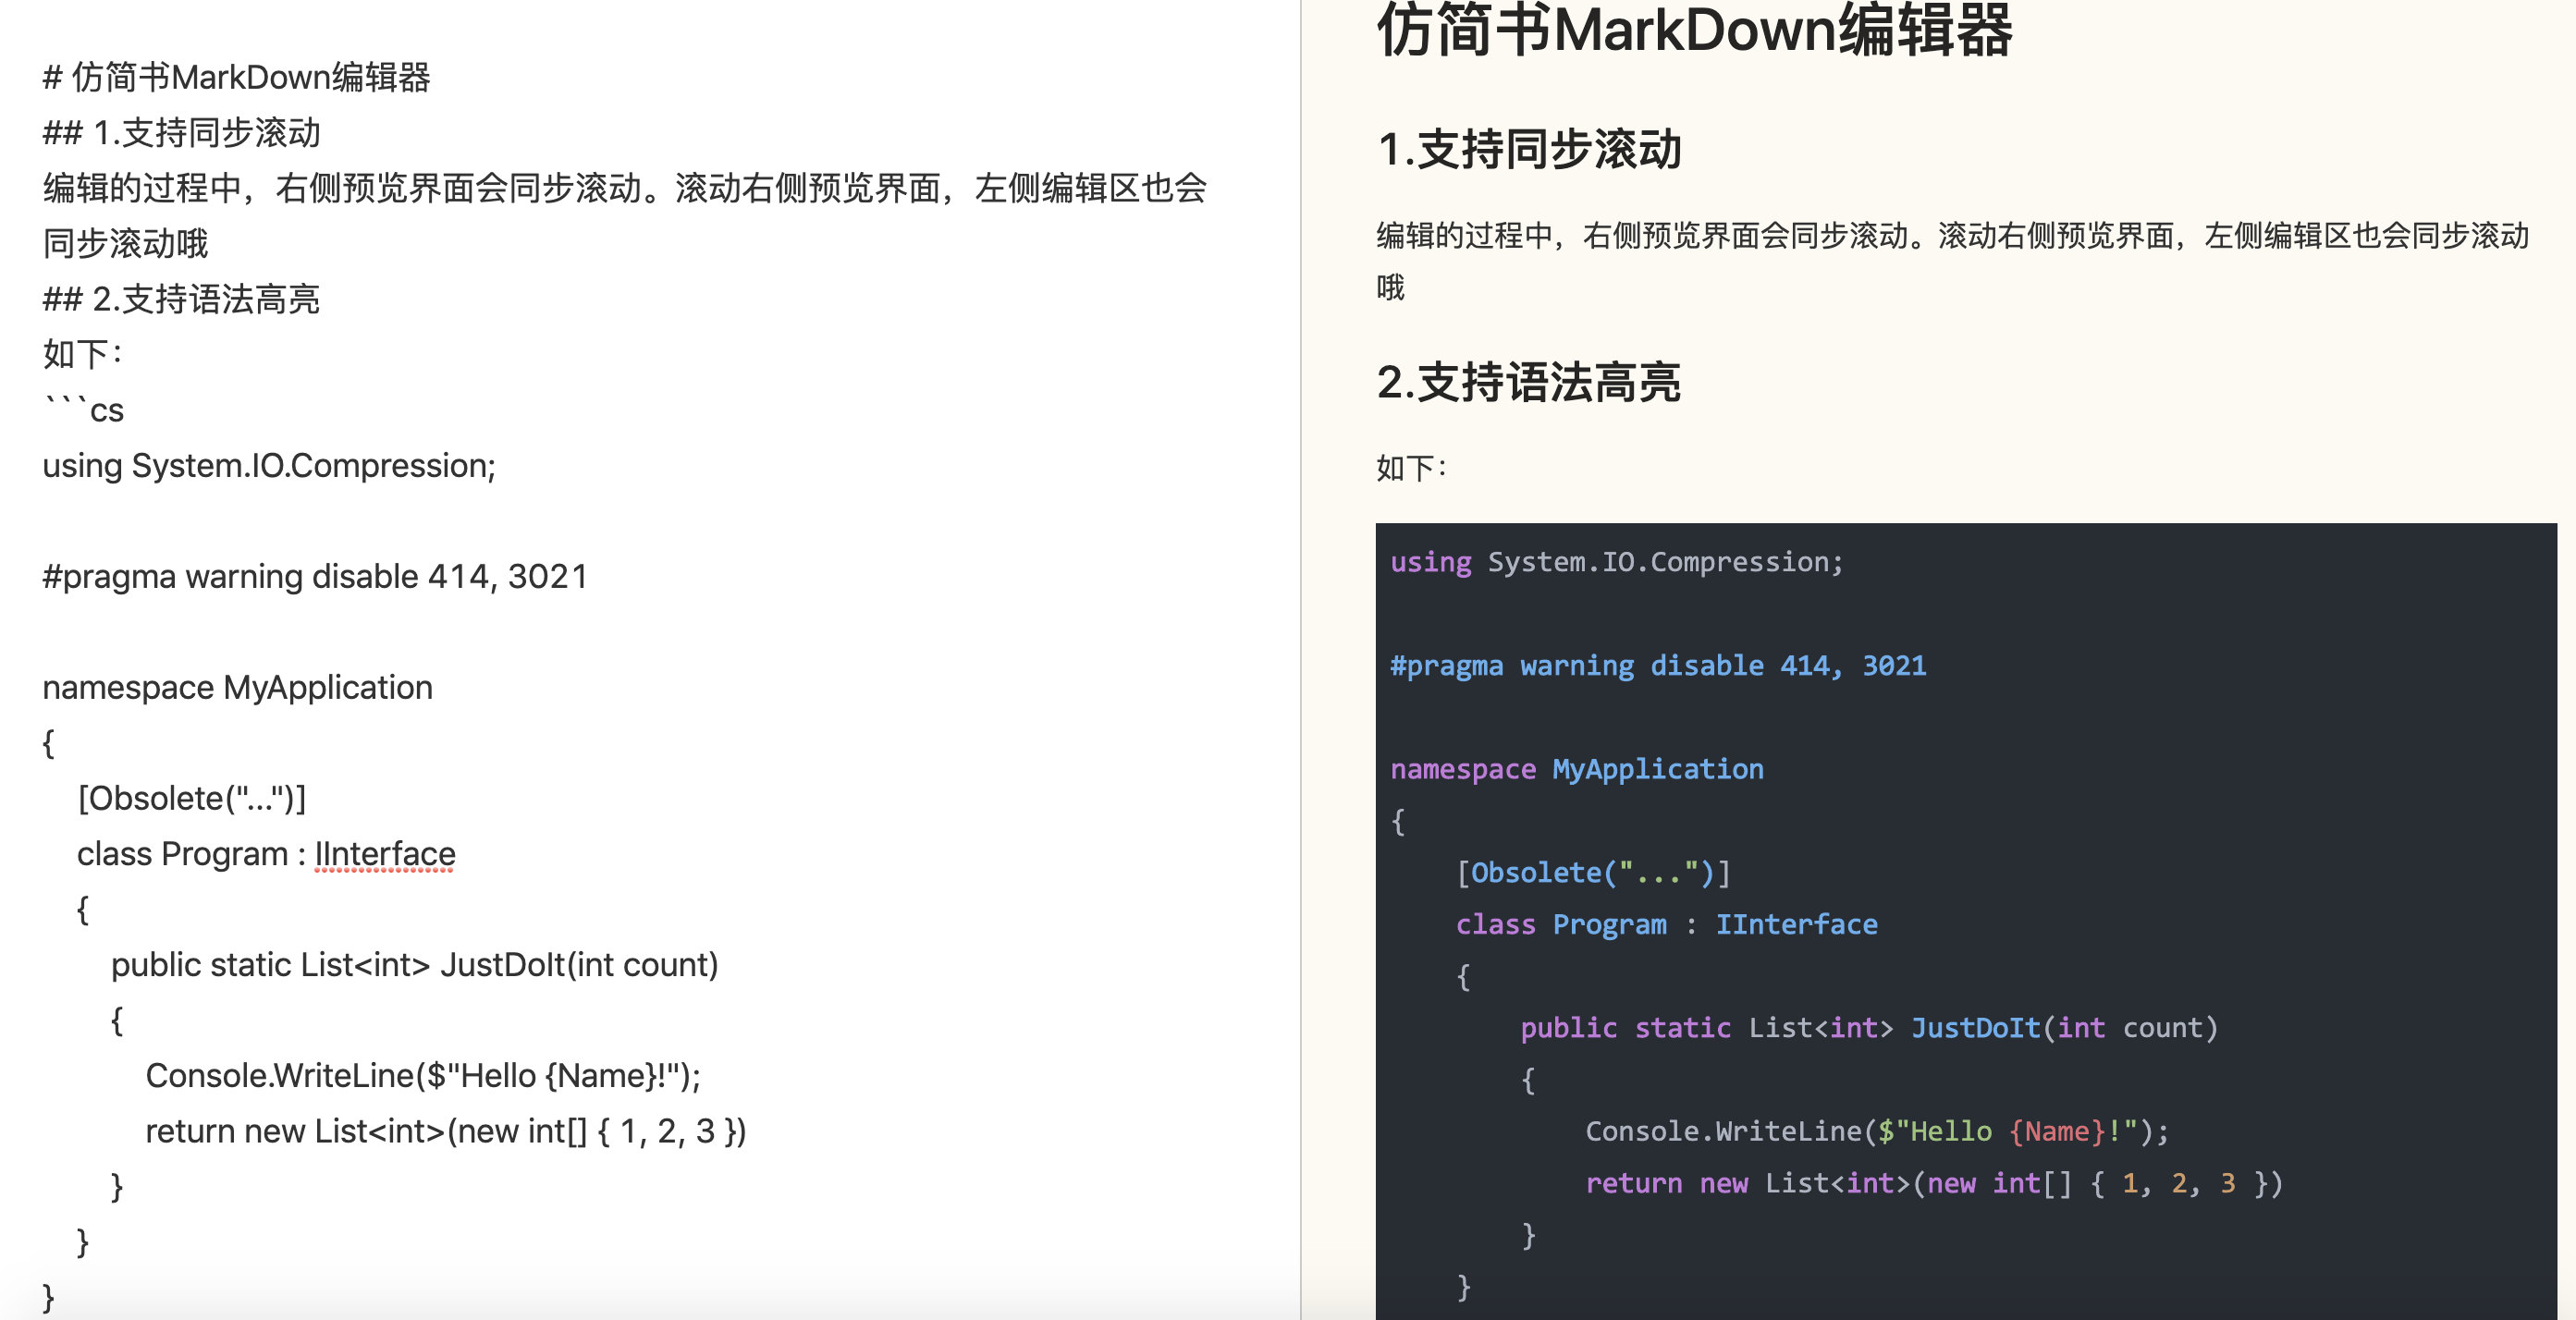 # 仿简书MarkDown编辑器
## 1.支持同步滚动
编辑的过程中，右侧预览界面会同步滚动。滚动右侧预览界面，左侧编辑区也会
同步滚动哦
## 2.支持语法高亮
如下：
```cs
using System.IO.Compression;

#pragma warning disable 414, 3021

namespace MyApplication
{
    [Obsolete("...")]
    class Program : IInterface
    {
        public static List<int> JustDoIt(int count)
        {
            Console.WriteLine($"Hello {Name}!");
            return new List<int>(new int[] { 1, 2, 3 })
        }
    }
}
仿简书MarkDown编辑器
1.支持同步滚动
编辑的过程中，右侧预览界面会同步滚动。滚动右侧预览界面，左侧编辑区也会同步滚动
哦
2.支持语法高亮
如下：
using System.IO.Compression;

#pragma warning disable 414, 3021

namespace MyApplication
{
    [Obsolete("...")]
    class Program : IInterface
    {
        public static List<int> JustDoIt(int count)
        {
            Console.WriteLine($"Hello {Name}!");
            return new List<int>(new int[] { 1, 2, 3 })
        }
    }